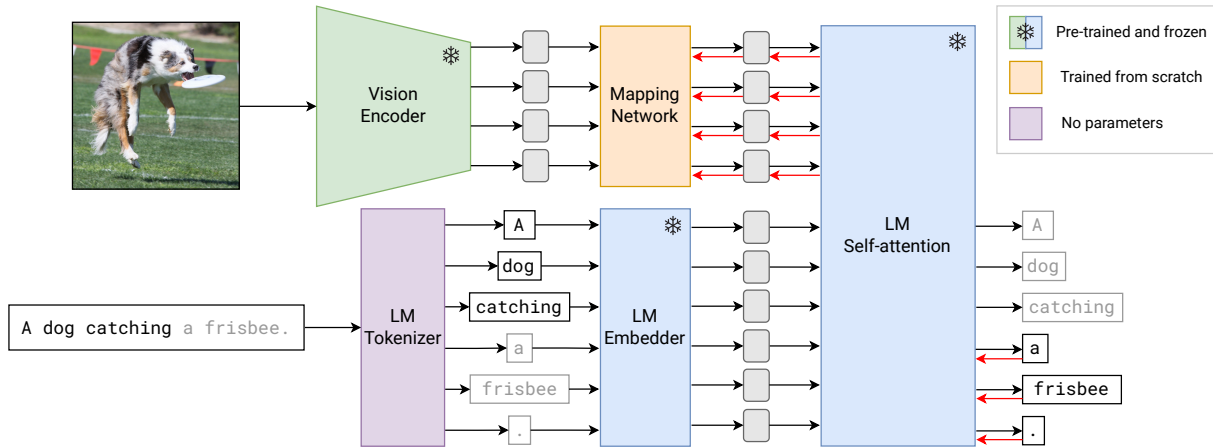 Vision
Encoder
Mapping
Network
Pre-trained and frozen
Trained from scratch
No parameters
A dog catching a frisbee.
LM
Tokenizer
A
dog
catching
a
frisbee
.
LM
Embedder
LM
Self-attention
A
dog
catching
a
frisbee
.